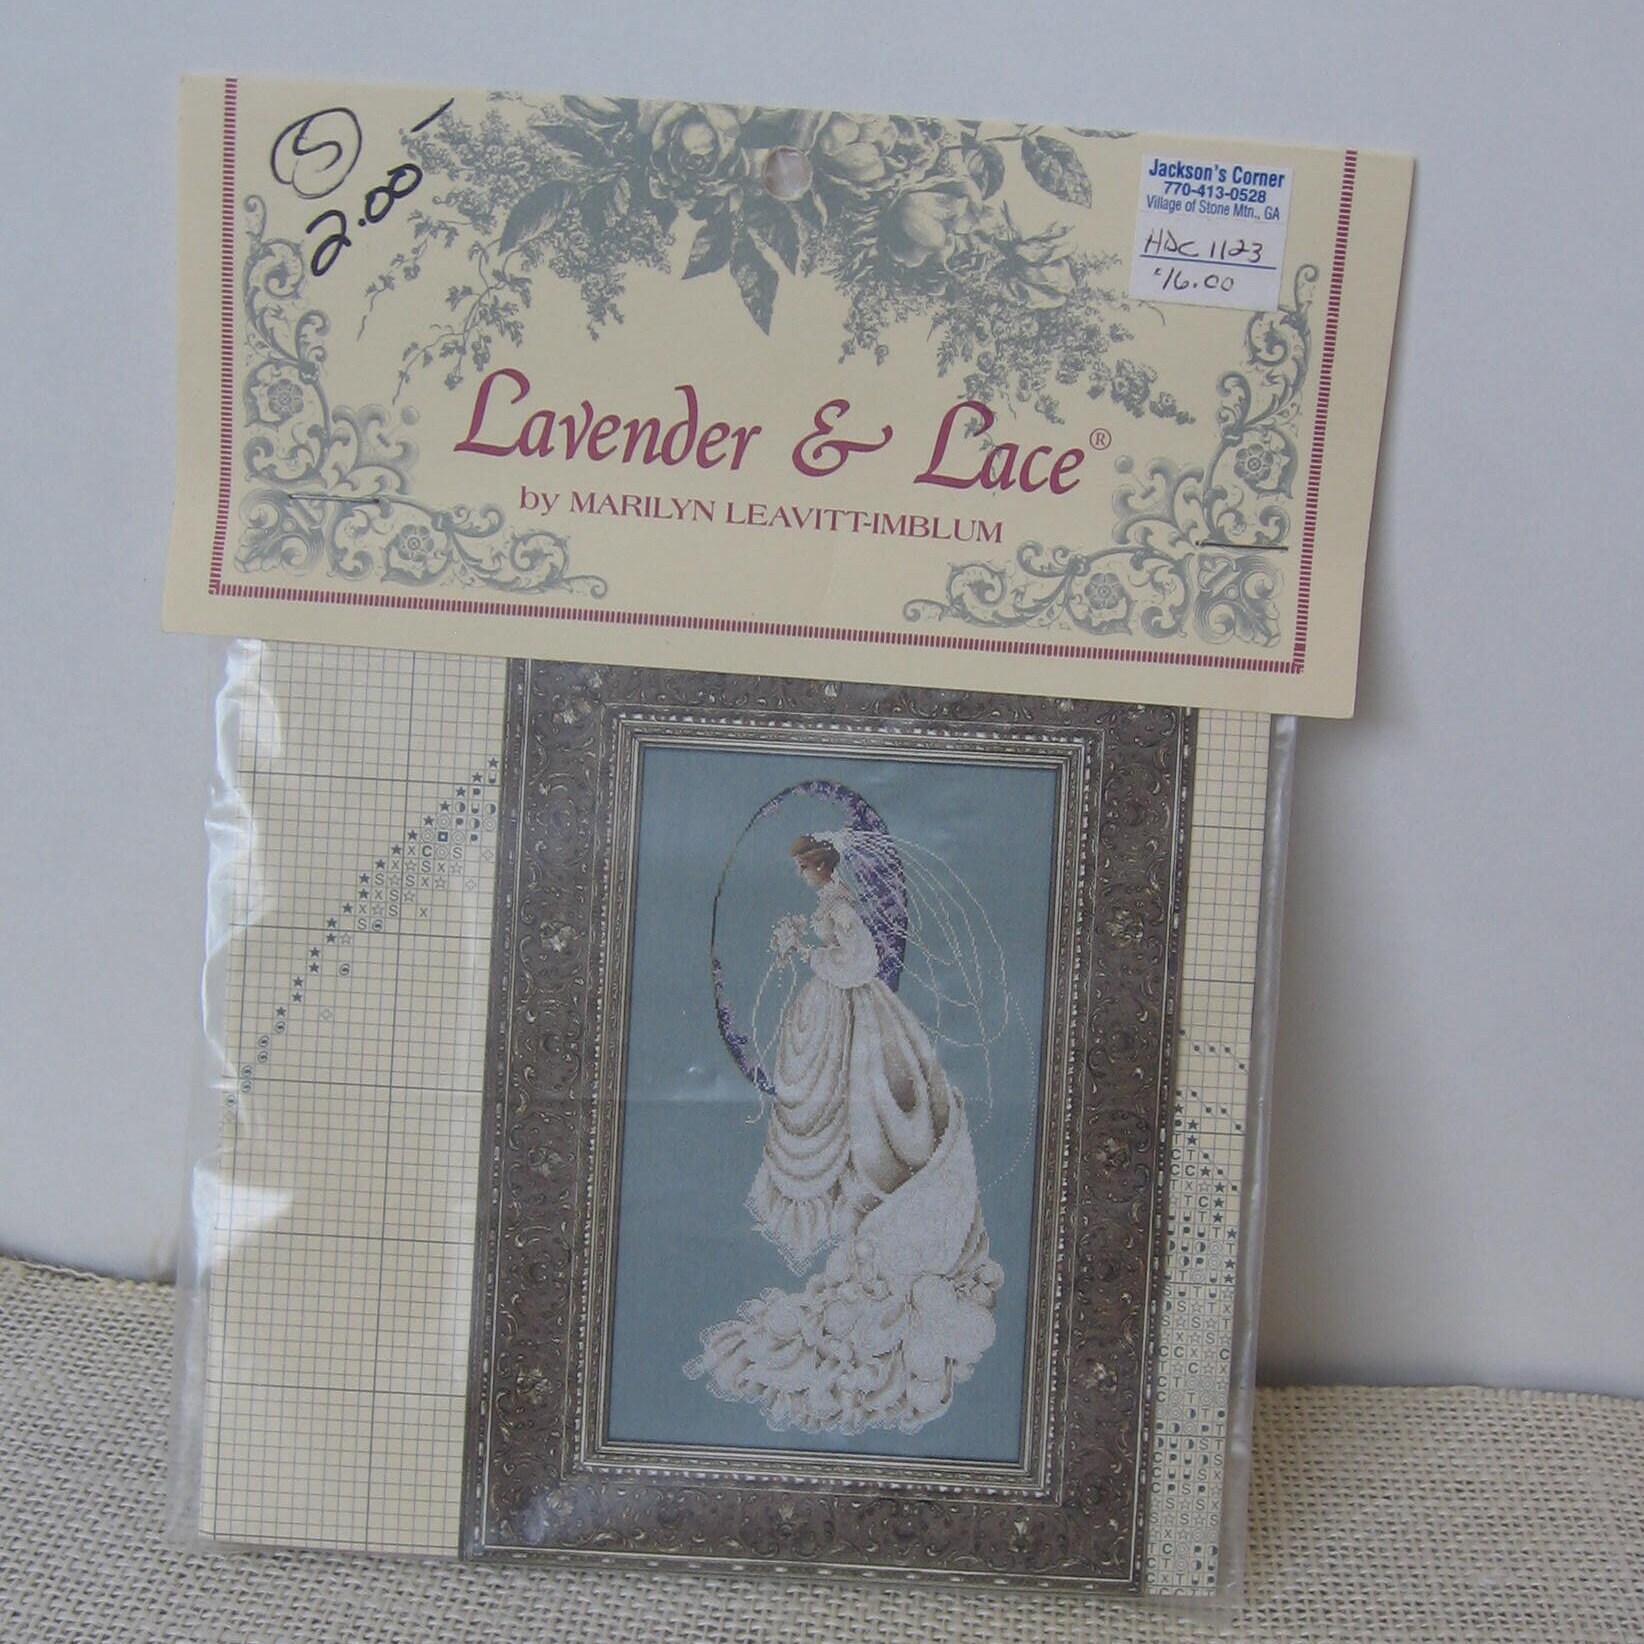 S
2.00
Jackson's Corner
770-413-0528
Village of Stone Mtn., GA
HDC 1123
$16.00
Lavender & Lace®
by MARILYN LEAVITT-IMBLUM